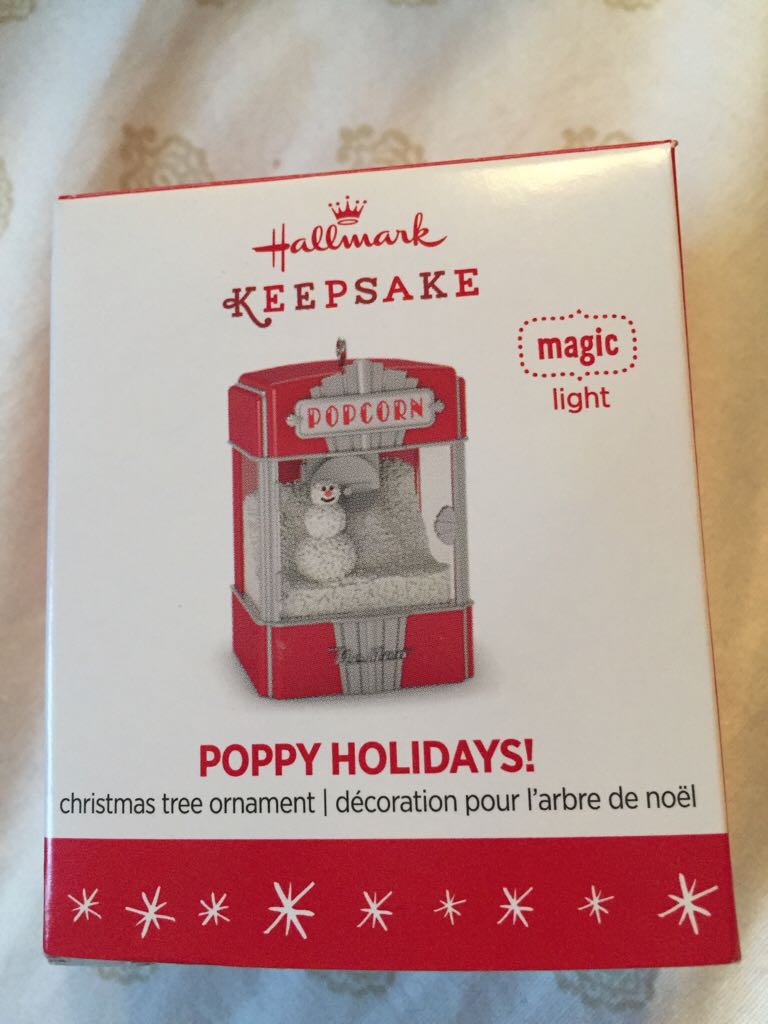 Hallmark
KEEPSAKE
magic
light
POPCORN
POPPY HOLIDAYS!
christmas tree ornament | décoration pour l'arbre de noël